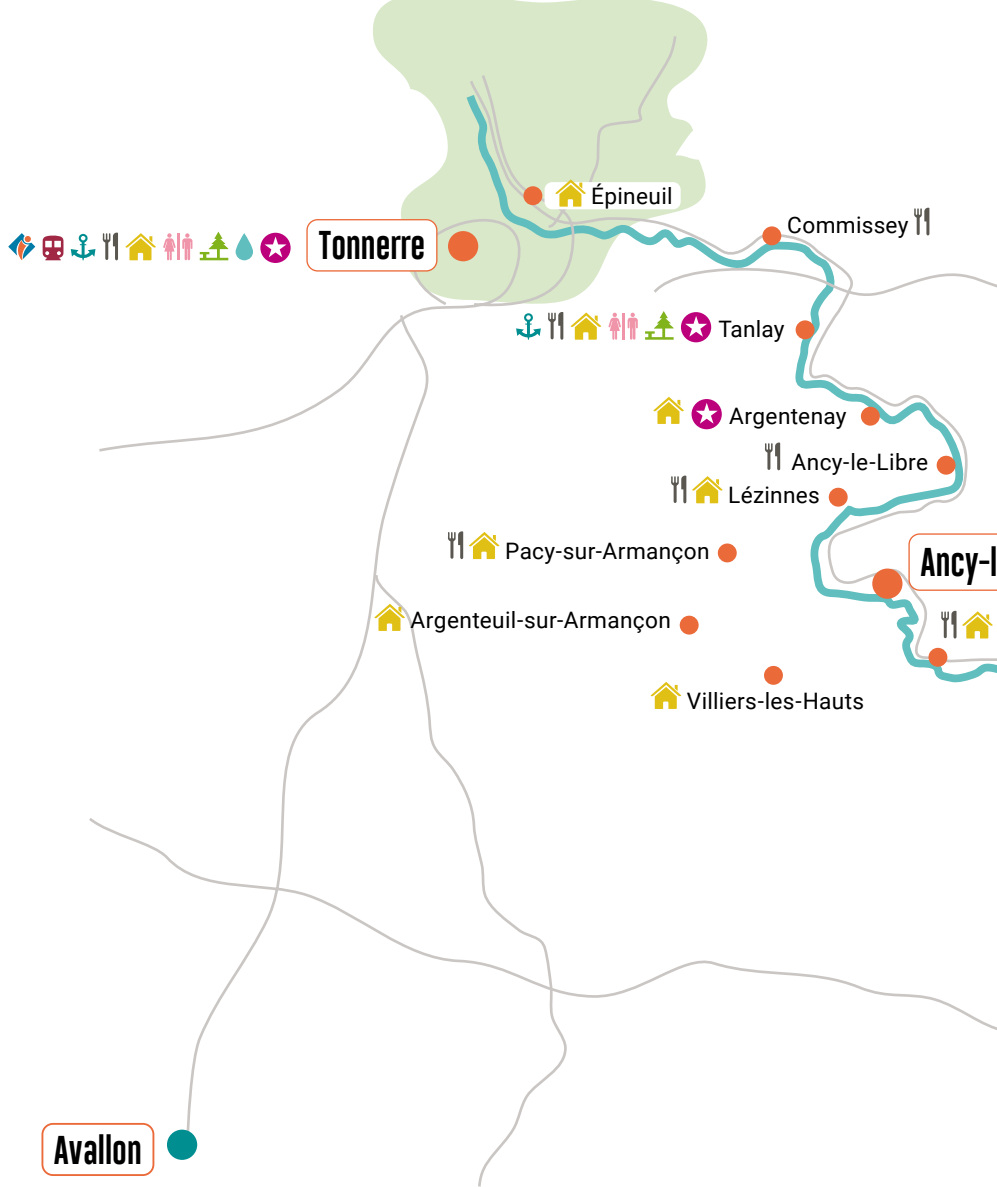 Épineuil
Commissey
Tonnerre
Tanlay
Argentenay
Ancy-le-Libre
Lézinnes
Pacy-sur-Armançon
Ancy-l
Argenteuil-sur-Armançon
Villiers-les-Hauts
Avallon